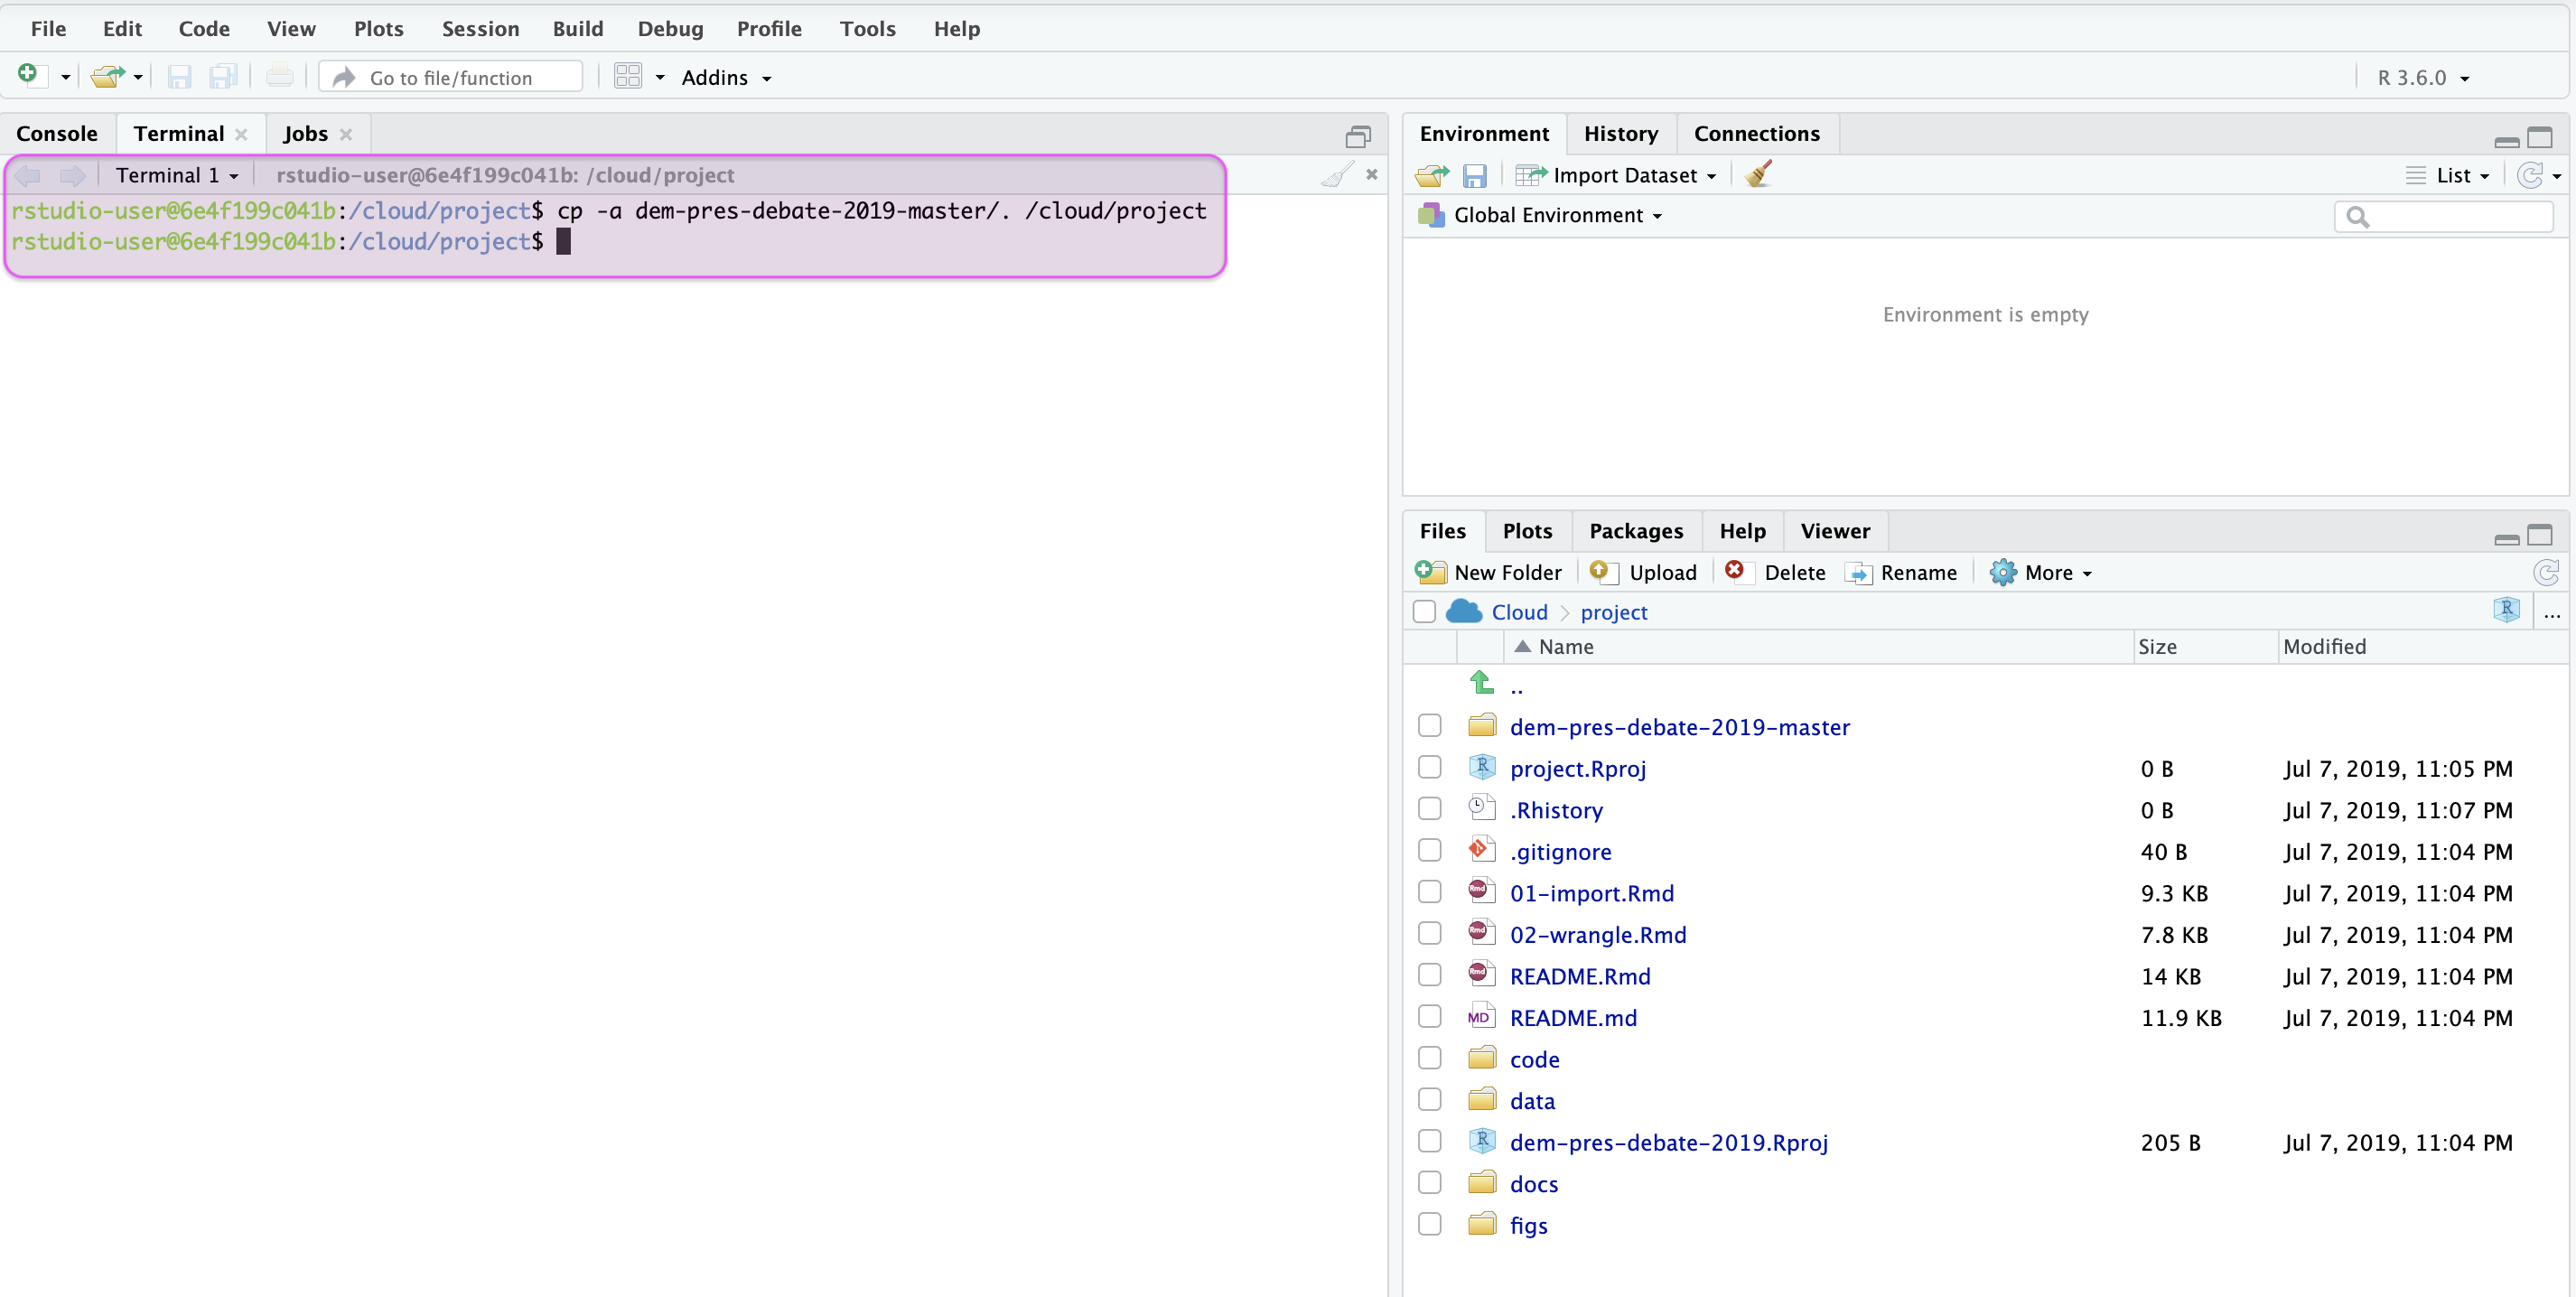 File Edit Code View Plots Session Build Debug Profile Tools Help
Go to file/function Addins R 3.6.0
Console Terminal Jobs
Terminal 1 rstudio-user@6e4f199c041b: /cloud/project
rstudio-user@6e4f199c041b:/cloud/project$ cp -a dem-pres-debate-2019-master/. /cloud/project
rstudio-user@6e4f199c041b:/cloud/project$
Environment History Connections
Import Dataset List
Global Environment
Environment is empty
Files Plots Packages Help Viewer
New Folder Upload Delete Rename More
Cloud project R ...
Name Size Modified
..
dem-pres-debate-2019-master
R project.Rproj 0 B Jul 7, 2019, 11:05 PM
.Rhistory 0 B Jul 7, 2019, 11:07 PM
.gitignore 40 B Jul 7, 2019, 11:04 PM
Rmd 01-import.Rmd 9.3 KB Jul 7, 2019, 11:04 PM
Rmd 02-wrangle.Rmd 7.8 KB Jul 7, 2019, 11:04 PM
Rmd README.Rmd 14 KB Jul 7, 2019, 11:04 PM
MD README.md 11.9 KB Jul 7, 2019, 11:04 PM
code
data
R dem-pres-debate-2019.Rproj 205 B Jul 7, 2019, 11:04 PM
docs
figs